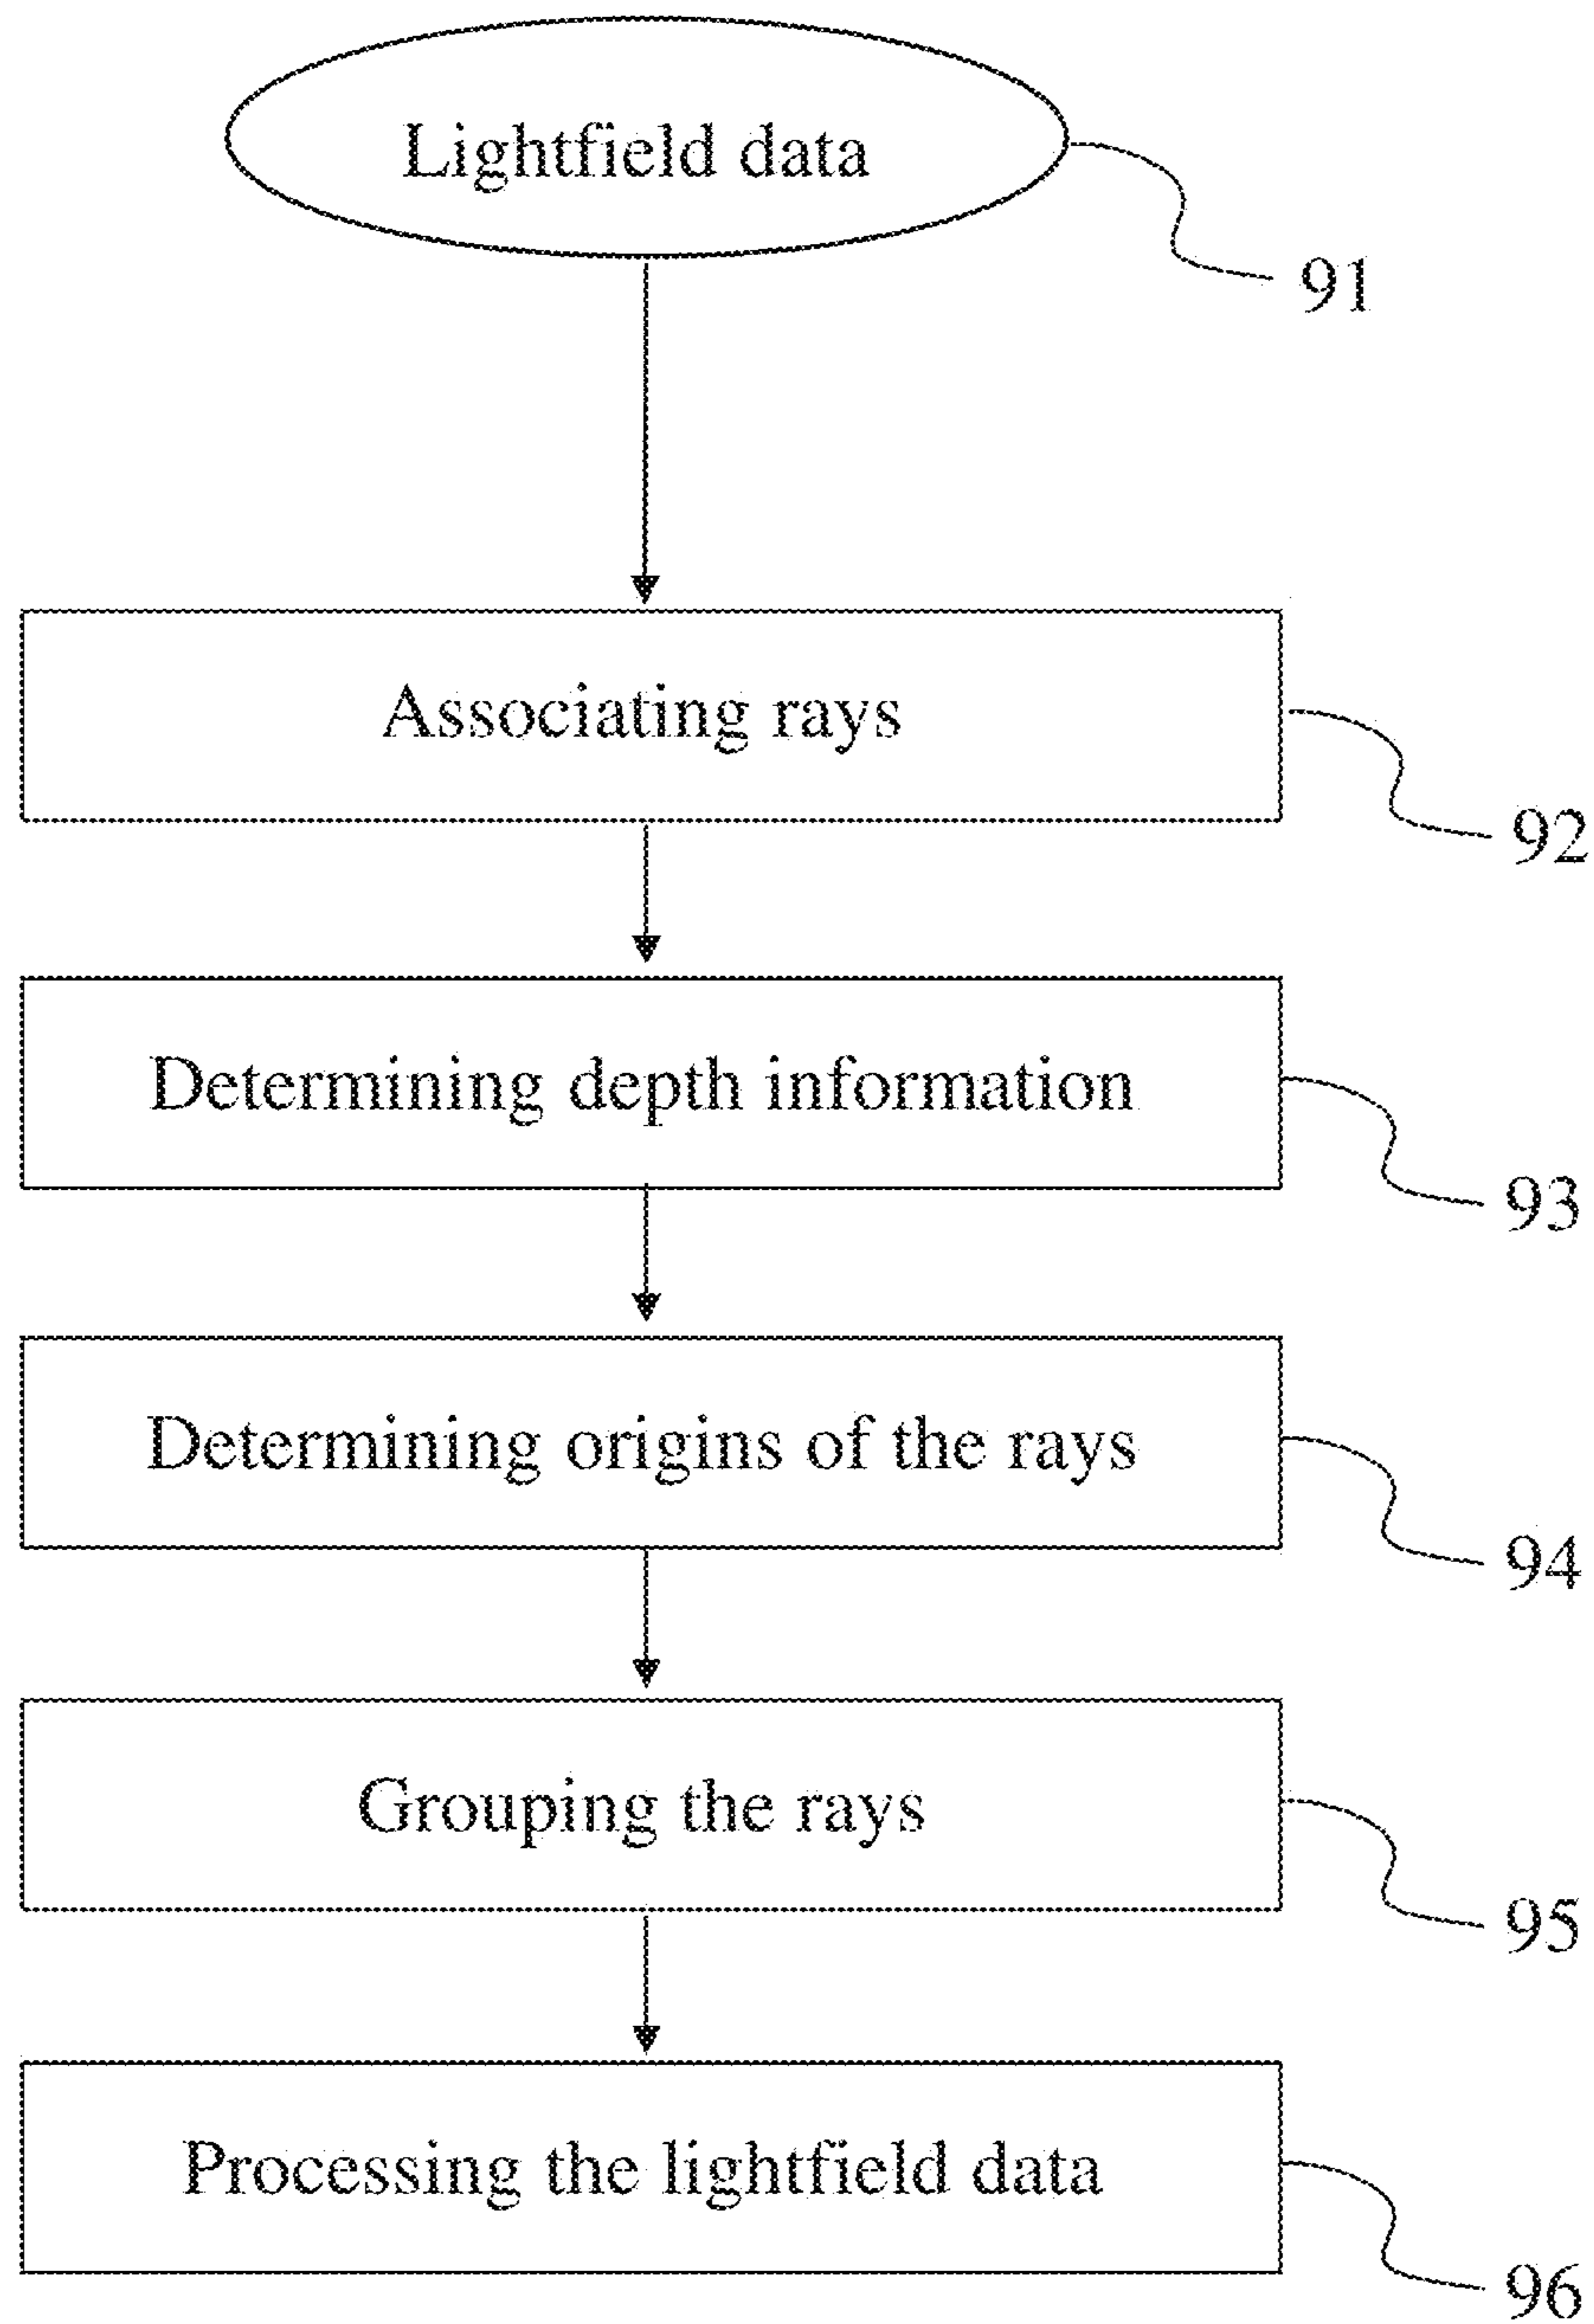 Lightfield data
91
Associating rays
92
Determining depth information
93
Determining origins of the rays
94
Grouping the rays
95
Processing the lightfield data
96